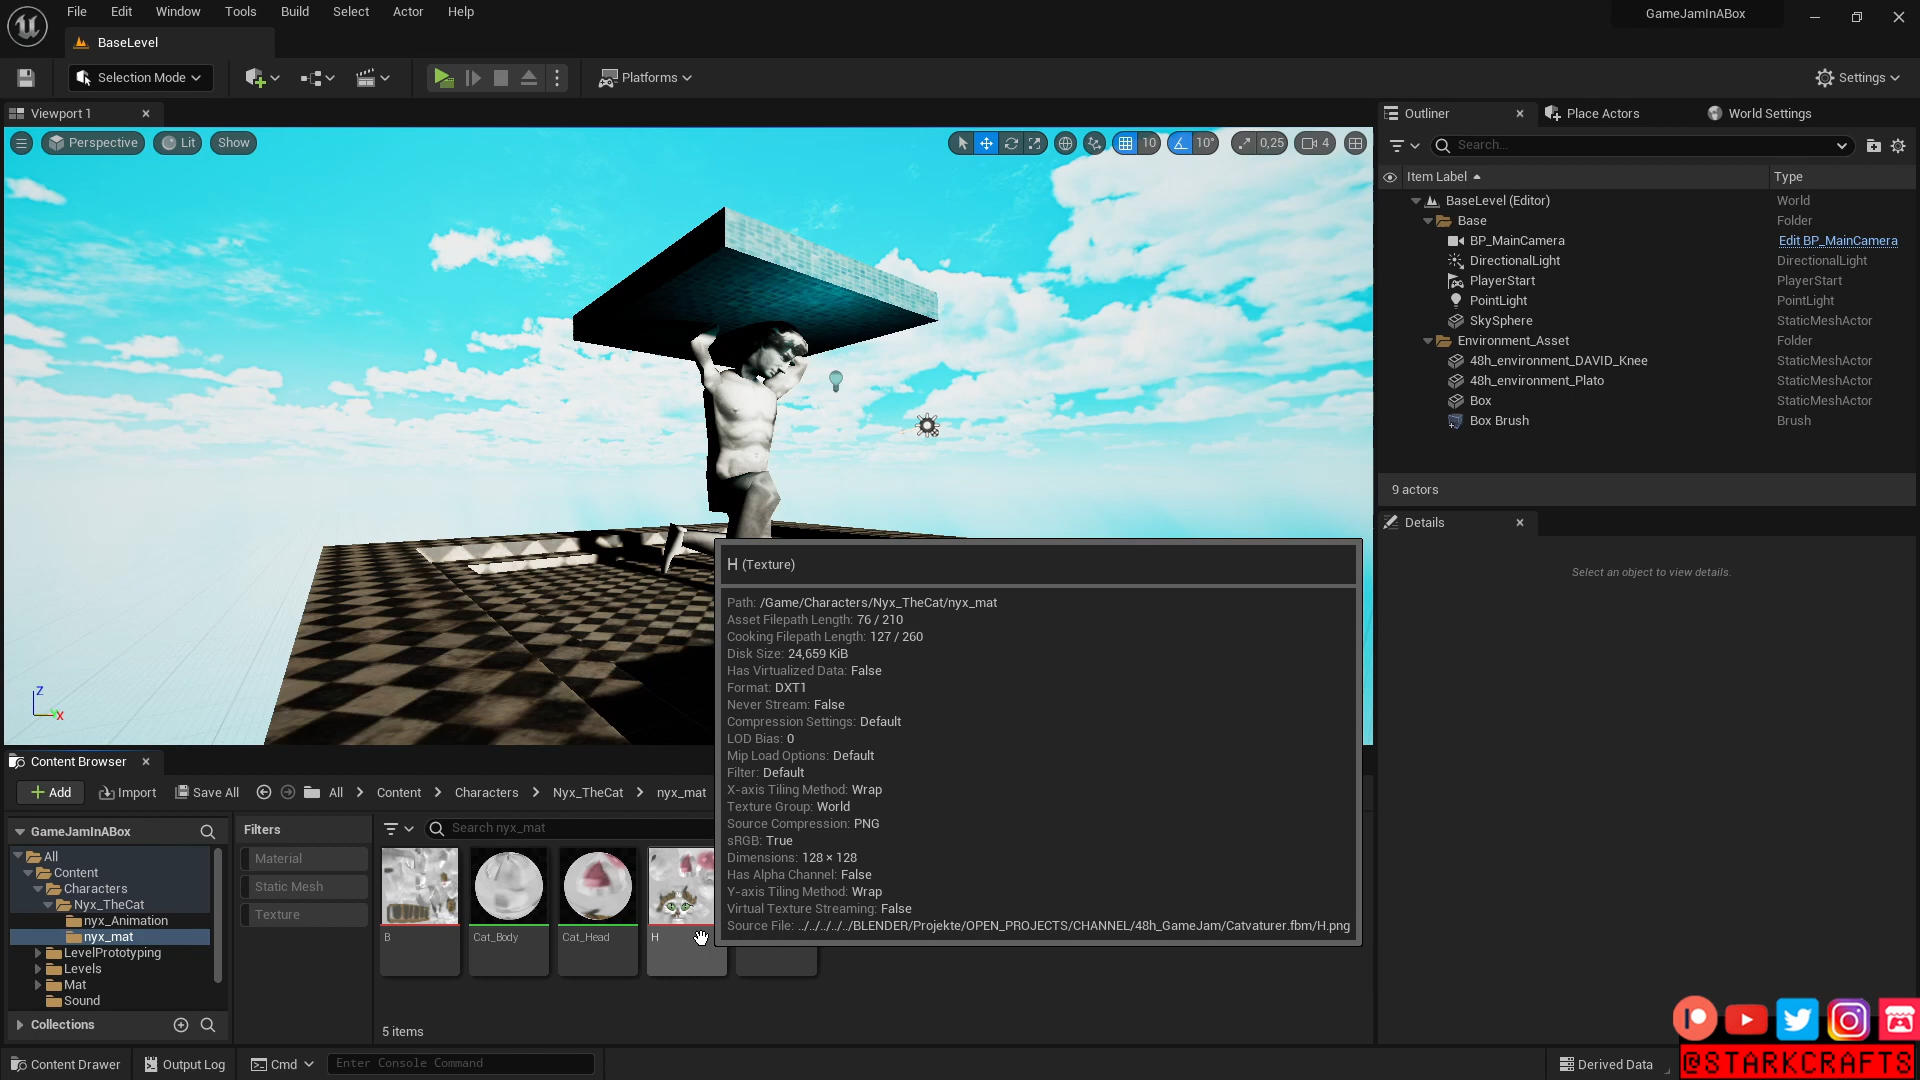 File Edit Window Tools Build Select Actor Help
GameJamInABox
BaseLevel
Selection Mode
Platforms
Settings
Viewport 1
Perspective Lit Show
10 10° 0,25 4
Outliner Place Actors World Settings
Search...
Item Label Type
BaseLevel (Editor) World
Base Folder
BP_MainCamera Edit BP_MainCamera
DirectionalLight DirectionalLight
PlayerStart PlayerStart
PointLight PointLight
SkySphere StaticMeshActor
Environment_Asset Folder
48h_environment_DAVID_Knee StaticMeshActor
48h_environment_Plato StaticMeshActor
Box StaticMeshActor
Box Brush Brush
9 actors
Details
Select an object to view details.
Z
X
H (Texture)
Path: /Game/Characters/Nyx_TheCat/nyx_mat
Asset Filepath Length: 76 / 210
Cooking Filepath Length: 127 / 260
Disk Size: 24,659 KiB
Has Virtualized Data: False
Format: DXT1
Never Stream: False
Compression Settings: Default
LOD Bias: 0
Mip Load Options: Default
Filter: Default
X-axis Tiling Method: Wrap
Texture Group: World
Source Compression: PNG
sRGB: True
Dimensions: 128 × 128
Has Alpha Channel: False
Y-axis Tiling Method: Wrap
Virtual Texture Streaming: False
Source File: ../../../../../BLENDER/Projekte/OPEN_PROJECTS/CHANNEL/48h_GameJam/Catvaturer.fbm/H.png
Content Browser
Add Import Save All All Content Characters Nyx_TheCat nyx_mat
GameJamInABox
All
Content
Characters
Nyx_TheCat
nyx_Animation
nyx_mat
LevelPrototyping
Levels
Mat
Sound
Collections
Filters
Material
Static Mesh
Texture
Search nyx_mat
B Cat_Body Cat_Head H
5 items
Content Drawer Output Log Cmd Enter Console Command Derived Data
@STARKCRAFTS